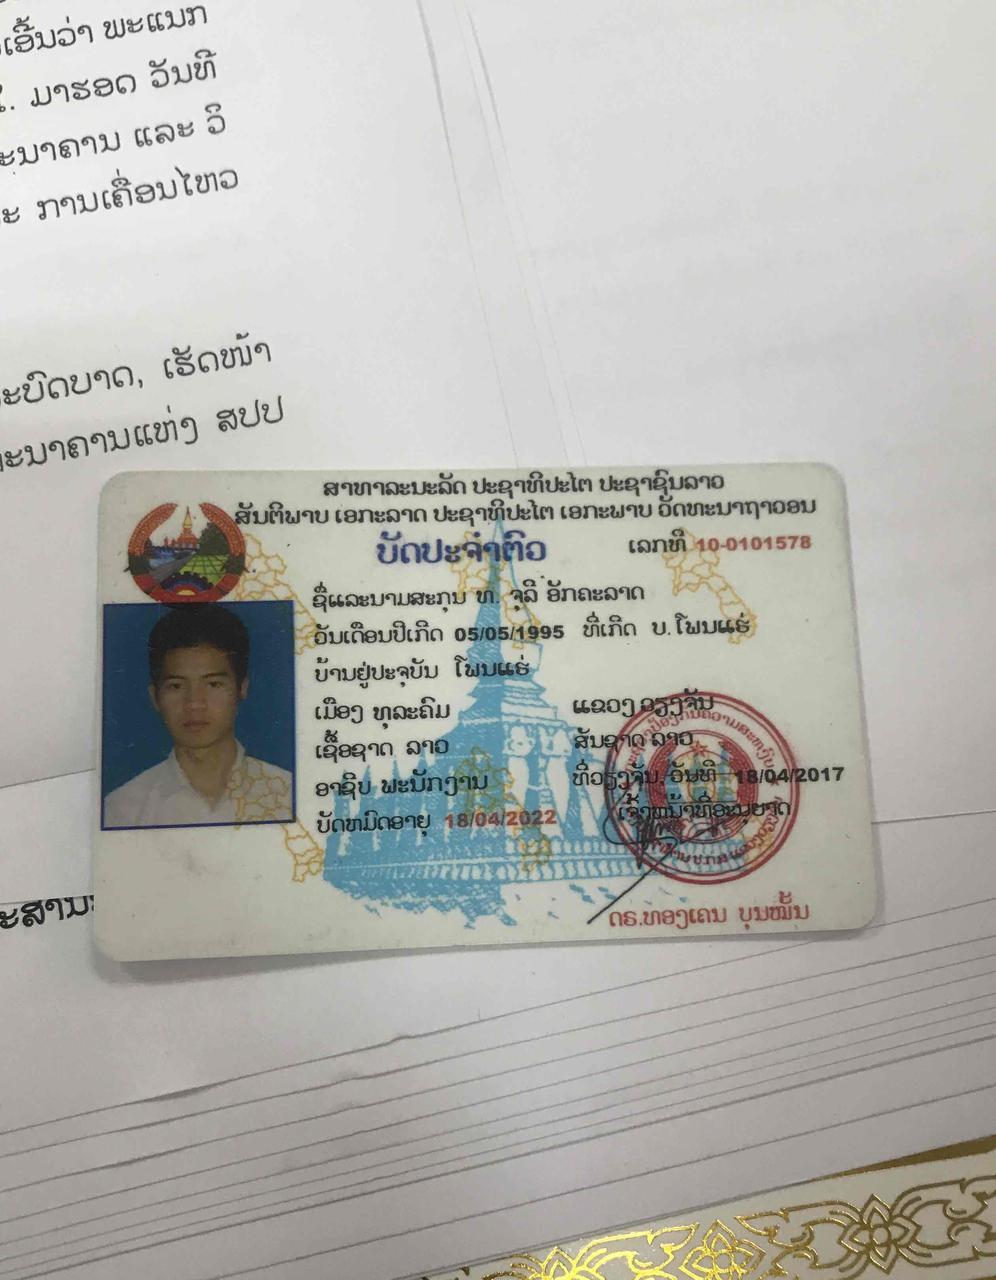 ເອີ້ນວ່າ ພະແນກ
. ມາຮອດ ວັນທີ
ະນາຄານ ແລະ ວິ
ະ ການເຄື່ອນໄຫວ
ະບົດບາດ, ເຮັດໜ້າ
ະນາຄານແຫ່ງ ສປປ
ສາທາລະນະລັດ ປະຊາທິປະໄຕ ປະຊາຊົນລາວ
ສັນຕິພາບ ເອກະລາດ ປະຊາທິປະໄຕ ເອກະພາບ ວັດທະນາຖາວອນ
ບັດປະຈຳຕົວ ເລກທີ 10-0101578
ຊື່ແລະນາມສະກຸນ ທ. ຈຸລີ ອັກຄະລາດ
ວັນເດືອນປີເກີດ 05/05/1995 ທີ່ເກີດ ບ.ໂພນແຮ່
ບ້ານຢູ່ປະຈຸບັນ ໂພນແຮ່
ເມືອງ ທຸລະຄົມ ແຂວງ ວຽງຈັນ
ເຊື້ອຊາດ ລາວ ສັນຊາດ ລາວ
ອາຊີບ ພະນັກງານ ທີ່ວຽງຈັນ, ວັນທີ 18/04/2017
ບັດຫມົດອາຍຸ 18/04/2022 ເຈົ້າຫນ້າທີ່ອະນຸຍາດ
ດຣ.ທອງເຄນ ບຸນໝັ້ນ
ະສານ